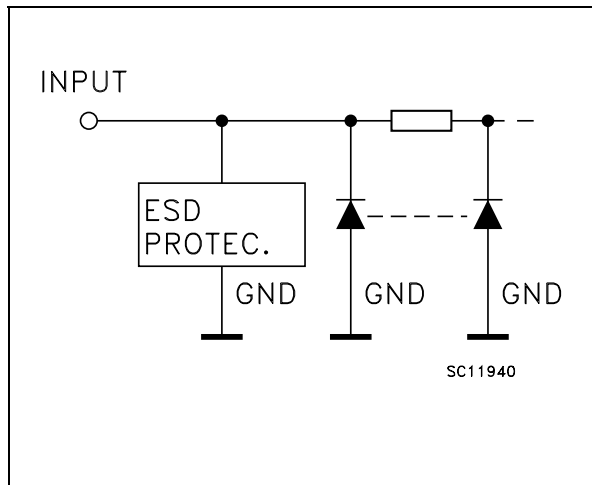 INPUT
ESD
PROTEC.
GND
GND
GND
SC11940